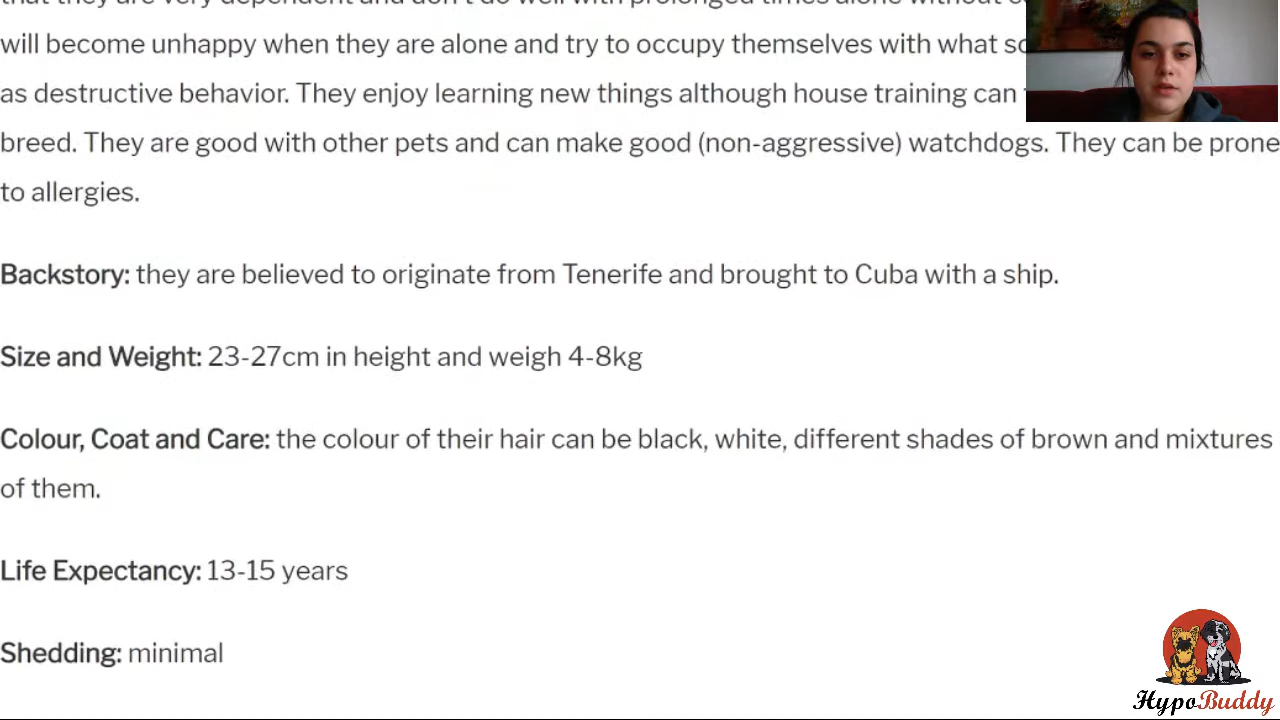 will become unhappy when they are alone and try to occupy themselves with what
as destructive behavior. They enjoy learning new things although house training can
breed. They are good with other pets and can make good (non-aggressive) watchdogs. They can be prone
to allergies.
Backstory: they are believed to originate from Tenerife and brought to Cuba with a ship.
Size and Weight: 23-27cm in height and weigh 4-8kg
Colour, Coat and Care: the colour of their hair can be black, white, different shades of brown and mixtures
of them.
Life Expectancy: 13-15 years
Shedding: minimal
HypoBuddy